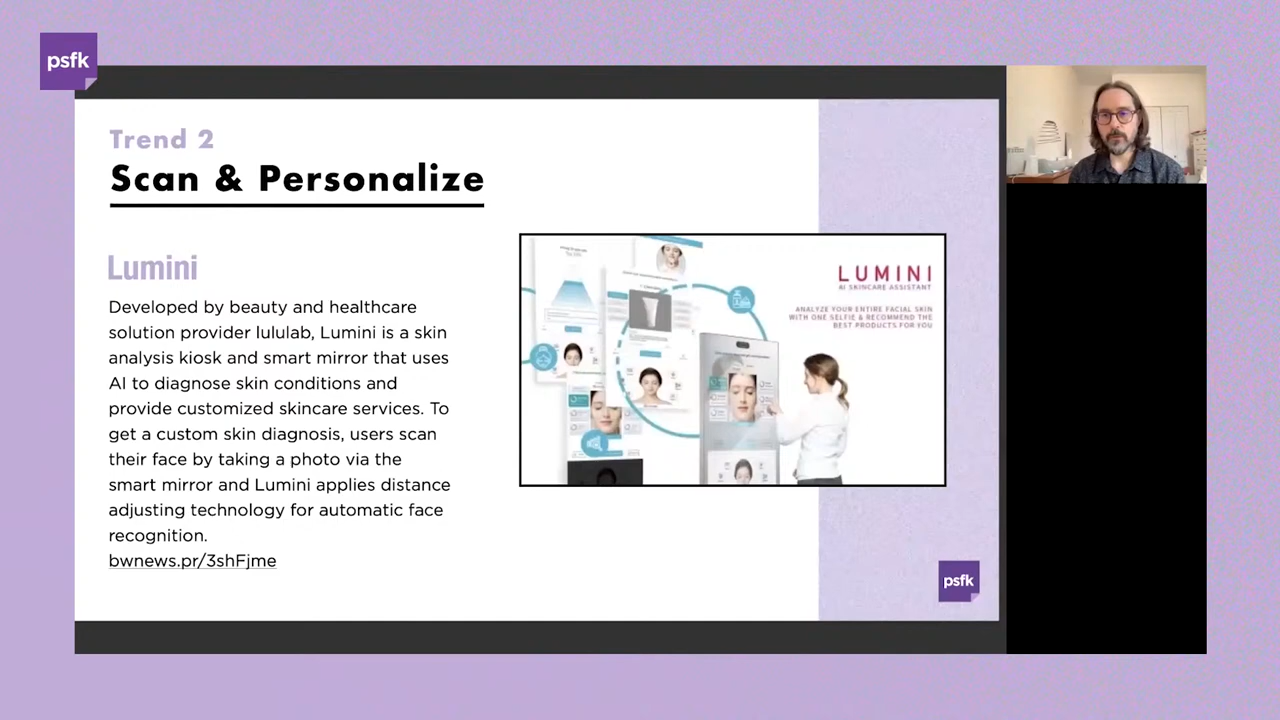 psfk
Trend 2
Scan & Personalize
Lumini
Developed by beauty and healthcare
solution provider lululab, Lumini is a skin
analysis kiosk and smart mirror that uses
AI to diagnose skin conditions and
provide customized skincare services. To
get a custom skin diagnosis, users scan
their face by taking a photo via the
smart mirror and Lumini applies distance
adjusting technology for automatic face
recognition.
bwnews.pr/3shFjme
LUMINI
AI SKINCARE ASSISTANT
ANALYZE YOUR ENTIRE FACIAL SKIN
WITH ONE SELFIE & RECOMMEND THE
BEST PRODUCTS FOR YOU
psfk